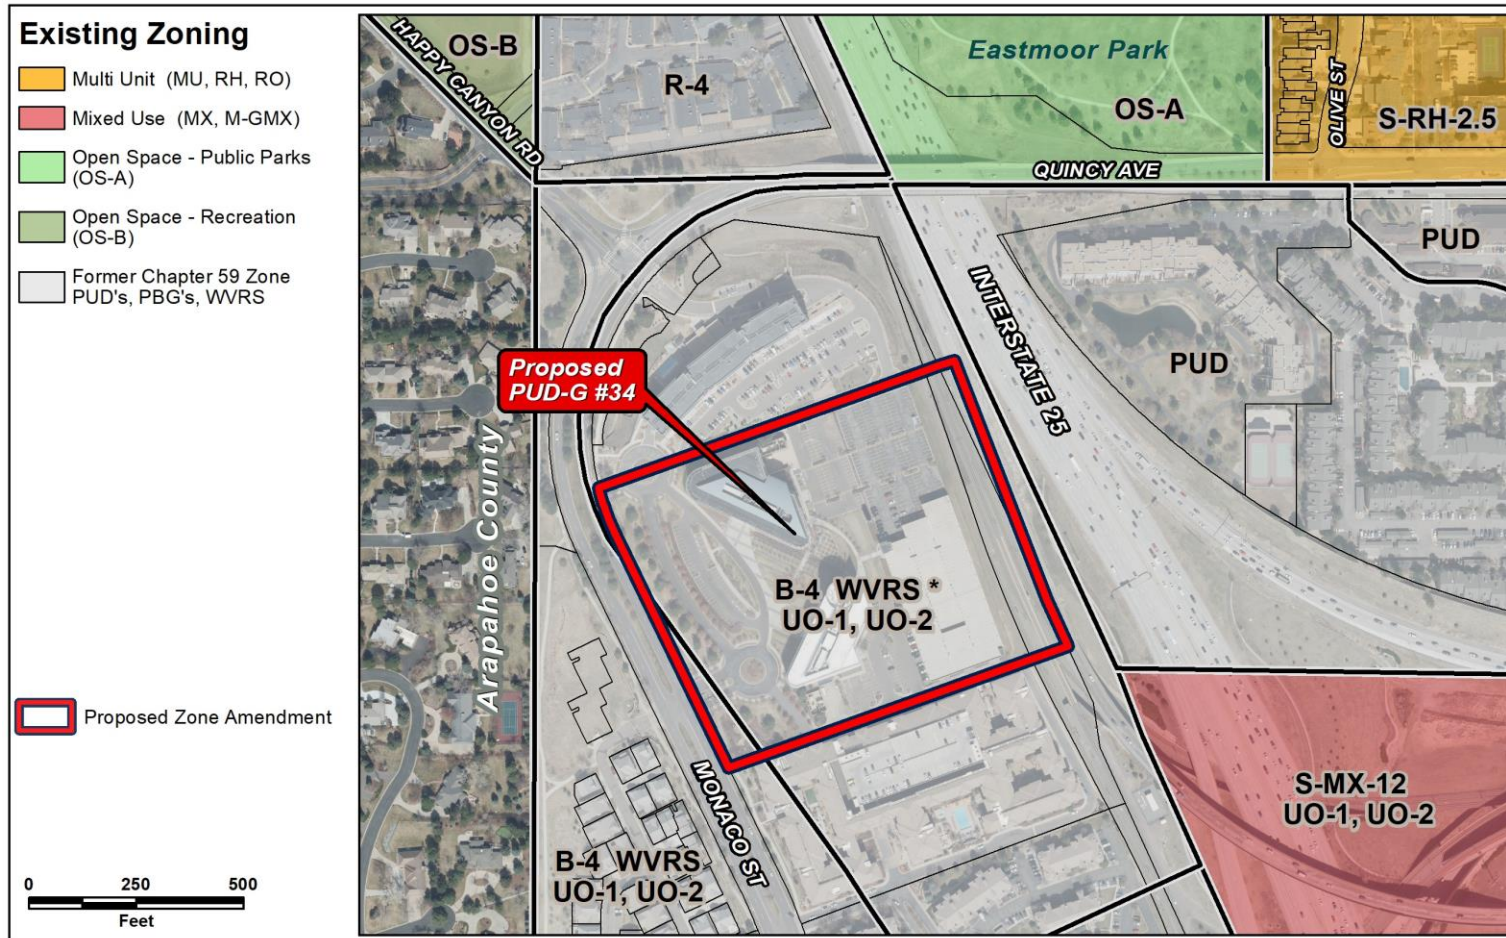 Existing Zoning
Multi Unit (MU, RH, RO)
Mixed Use (MX, M-GMX)
Open Space - Public Parks
(OS-A)
Open Space - Recreation
(OS-B)
Former Chapter 59 Zone
PUD's, PBG's, WVRS
Proposed Zone Amendment
0 250 500
Feet
HAPPY CANYON RD
OS-B
R-4
Eastmoor Park
OS-A
QUINCY AVE
OLIVE ST
S-RH-2.5
PUD
INTERSTATE 25
PUD
Proposed
PUD-G #34
Arapahoe County
B-4 WVRS *
UO-1, UO-2
MONACO ST
B-4 WVRS
UO-1, UO-2
S-MX-12
UO-1, UO-2